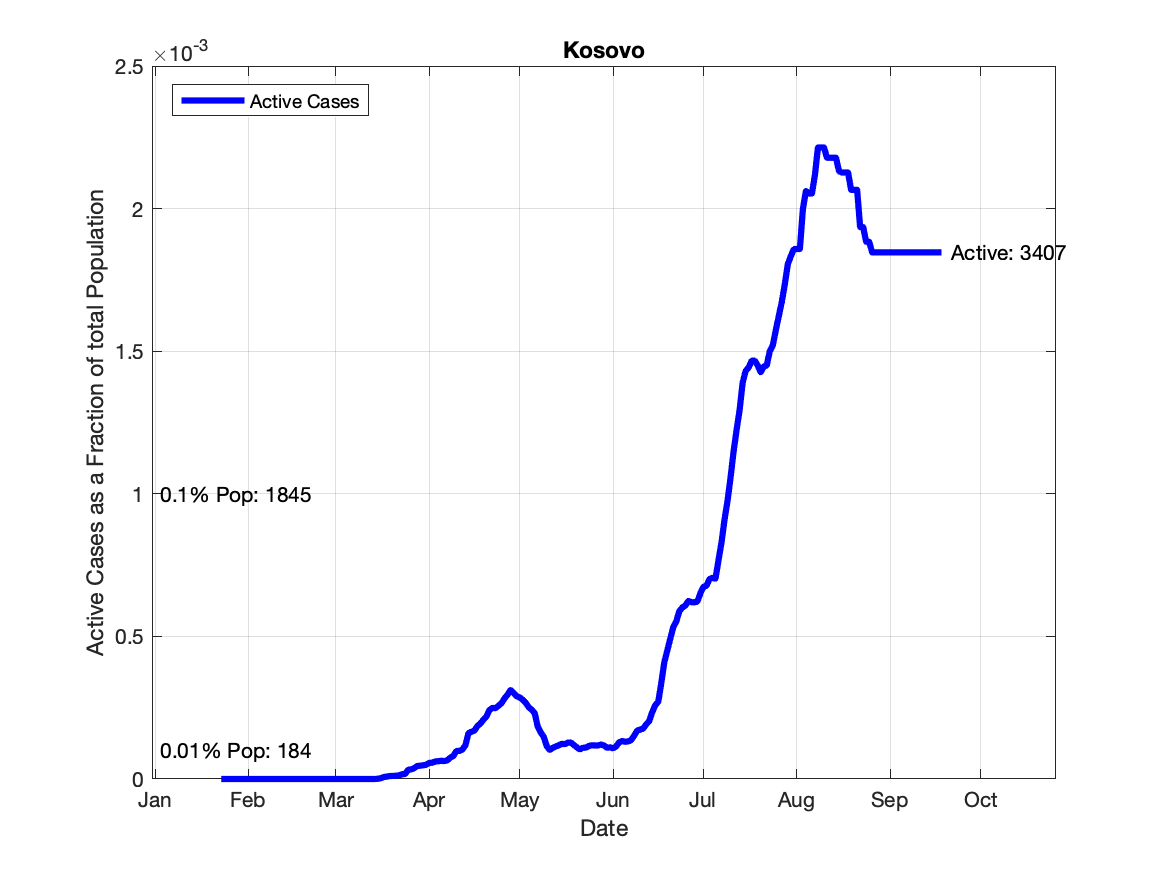 Kosovo
×10-3
Active Cases
2.5
2
1.5
1
0.5
0
Active Cases as a Fraction of total Population
Active: 3407
0.1% Pop: 1845
0.01% Pop: 184
Jan Feb Mar Apr May Jun Jul Aug Sep Oct
Date